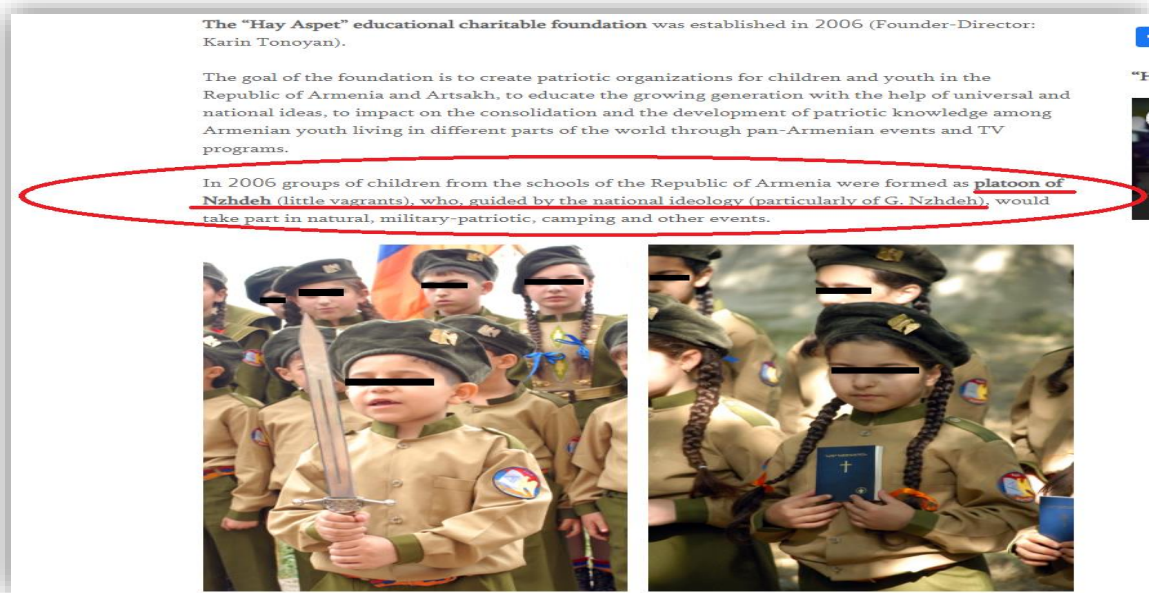 The “Hay Aspet” educational charitable foundation was established in 2006 (Founder-Director:
Karin Tonoyan).
The goal of the foundation is to create patriotic organizations for children and youth in the
Republic of Armenia and Artsakh, to educate the growing generation with the help of universal and
national ideas, to impact on the consolidation and the development of patriotic knowledge among
Armenian youth living in different parts of the world through pan-Armenian events and TV
programs.
In 2006 groups of children from the schools of the Republic of Armenia were formed as platoon of
Nzhdeh (little vagrants), who, guided by the national ideology (particularly of G. Nzhdeh), would
take part in natural, military-patriotic, camping and other events.
“H